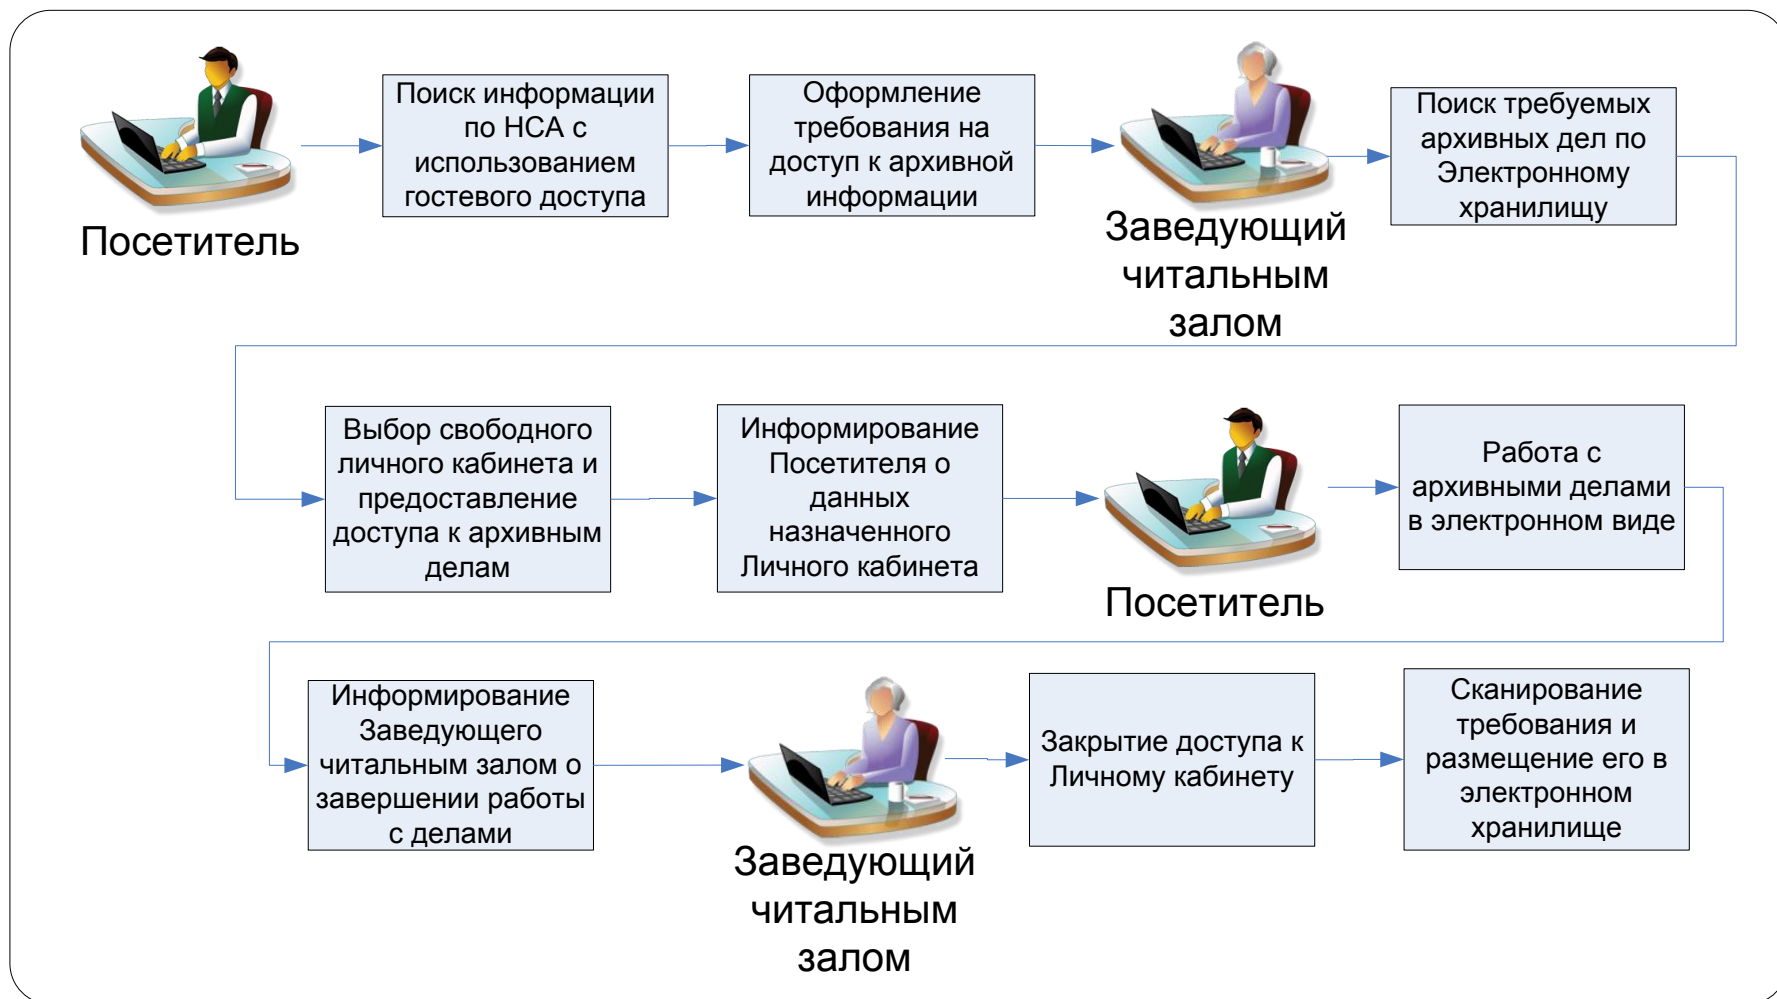 Посетитель
Поиск информации
по НСА с
использованием
гостевого доступа
Оформление
требования на
доступ к архивной
информации
Заведующий
читальным
залом
Поиск требуемых
архивных дел по
Электронному
хранилищу
Выбор свободного
личного кабинета и
предоставление
доступа к архивным
делам
Информирование
Посетителя о
данных
назначенного
Личного кабинета
Посетитель
Работа с
архивными делами
в электронном виде
Информирование
Заведующего
читальным залом о
завершении работы
с делами
Заведующий
читальным
залом
Закрытие доступа к
Личному кабинету
Сканирование
требования и
размещение его в
электронном
хранилище